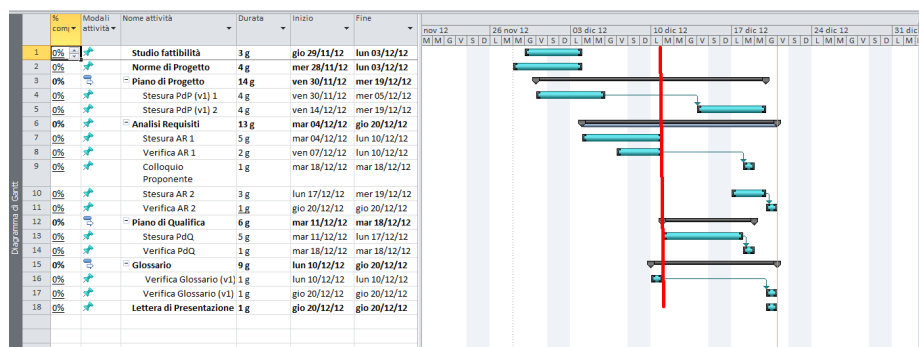 % comp Modali attività Nome attività Durata Inizio Fine
nov 12 26 nov 12 03 dic 12 10 dic 12 17 dic 12 24 dic 12 31 dic
M M G V S D L M M G V S D L M M G V S D L M M G V S D L M M G V S D L M M G V S D L M
1 0% Studio fattibilità 3 g gio 29/11/12 lun 03/12/12
2 0% Norme di Progetto 4 g mer 28/11/12 lun 03/12/12
3 0% Piano di Progetto 14 g ven 30/11/12 mer 19/12/12
4 0% Stesura PdP (v1) 1 4 g ven 30/11/12 mer 05/12/12
5 0% Stesura PdP (v1) 2 4 g ven 14/12/12 mer 19/12/12
6 0% Analisi Requisiti 13 g mar 04/12/12 gio 20/12/12
7 0% Stesura AR 1 5 g mar 04/12/12 lun 10/12/12
8 0% Verifica AR 1 2 g ven 07/12/12 lun 10/12/12
9 0% Colloquio 1 g mar 18/12/12 mar 18/12/12
Proponente
10 0% Stesura AR 2 3 g lun 17/12/12 mer 19/12/12
11 0% Verifica AR 2 1 g gio 20/12/12 gio 20/12/12
12 0% Piano di Qualifica 6 g mar 11/12/12 mar 18/12/12
13 0% Stesura PdQ 5 g mar 11/12/12 lun 17/12/12
14 0% Verifica PdQ 1 g mar 18/12/12 mar 18/12/12
15 0% Glossario 9 g lun 10/12/12 gio 20/12/12
16 0% Verifica Glossario (v1) 1 g lun 10/12/12 lun 10/12/12
17 0% Verifica Glossario (v1) 1 g gio 20/12/12 gio 20/12/12
18 0% Lettera di Presentazione 1 g gio 20/12/12 gio 20/12/12
Diagramma di Gantt